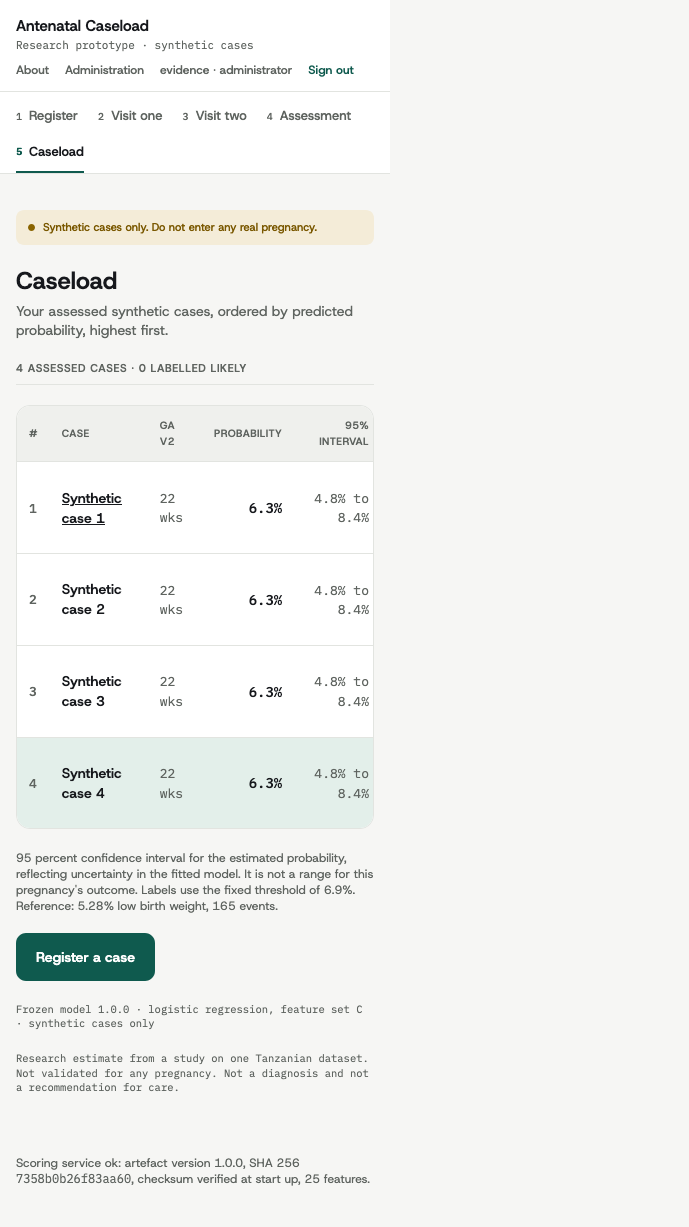 Antenatal Caseload
Research prototype · synthetic cases
About Administration evidence · administrator Sign out
1 Register 2 Visit one 3 Visit two 4 Assessment
5 Caseload
Synthetic cases only. Do not enter any real pregnancy.
Caseload
Your assessed synthetic cases, ordered by predicted
probability, highest first.
4 ASSESSED CASES · 0 LABELLED LIKELY
# CASE GA V2 PROBABILITY 95% INTERVAL
1 Synthetic case 1 22 wks 6.3% 4.8% to 8.4%
2 Synthetic case 2 22 wks 6.3% 4.8% to 8.4%
3 Synthetic case 3 22 wks 6.3% 4.8% to 8.4%
4 Synthetic case 4 22 wks 6.3% 4.8% to 8.4%
95 percent confidence interval for the estimated probability,
reflecting uncertainty in the fitted model. It is not a range for this
pregnancy's outcome. Labels use the fixed threshold of 6.9%.
Reference: 5.28% low birth weight, 165 events.
Register a case
Frozen model 1.0.0 · logistic regression, feature set C
· synthetic cases only
Research estimate from a study on one Tanzanian dataset.
Not validated for any pregnancy. Not a diagnosis and not
a recommendation for care.
Scoring service ok: artefact version 1.0.0, SHA 256
7358b0b26f83aa60, checksum verified at start up, 25 features.